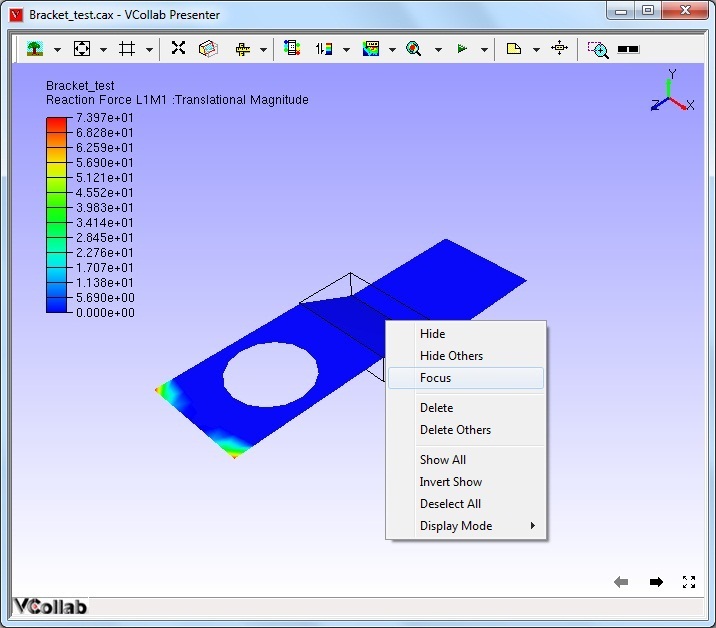 Bracket_test.cax - VCollab Presenter
Bracket_test
Reaction Force L1M1 :Translational Magnitude
7.397e+01
6.828e+01
6.259e+01
5.690e+01
5.121e+01
4.552e+01
3.983e+01
3.414e+01
2.845e+01
2.276e+01
1.707e+01
1.138e+01
5.690e+00
0.000e+00
Y
Z
X
Hide
Hide Others
Focus
Delete
Delete Others
Show All
Invert Show
Deselect All
Display Mode
VCollab